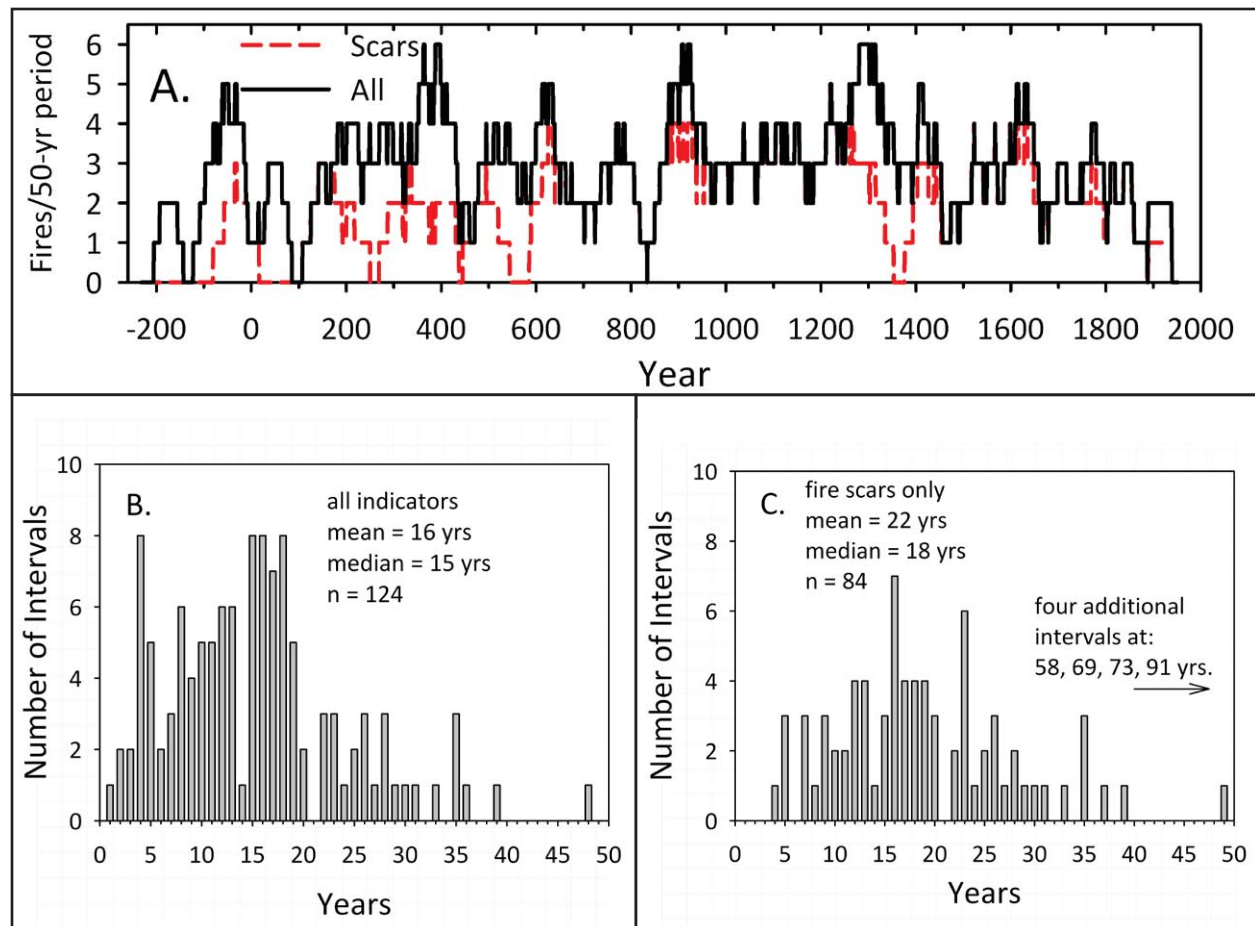 Fires/50-yr period
6
5
4
3
2
1
0
A.
Scars
All
-200 0 200 400 600 800 1000 1200 1400 1600 1800 2000
Year
Number of Intervals
10
8
6
4
2
0
B.
all indicators
mean = 16 yrs
median = 15 yrs
n = 124
0 5 10 15 20 25 30 35 40 45 50
Years
Number of Intervals
10
8
6
4
2
0
C.
fire scars only
mean = 22 yrs
median = 18 yrs
n = 84
four additional
intervals at:
58, 69, 73, 91 yrs.
0 5 10 15 20 25 30 35 40 45 50
Years